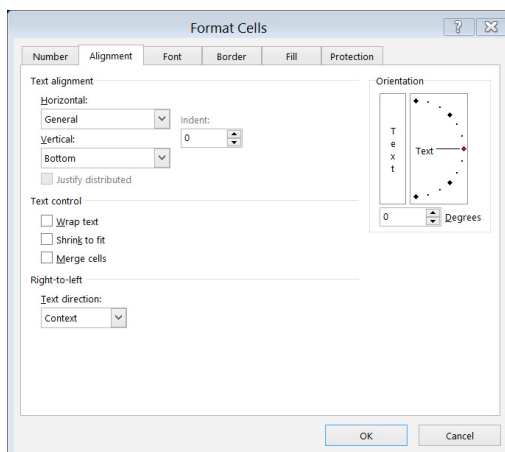 Format Cells
Number Alignment Font Border Fill Protection
Text alignment
Horizontal:
General
Indent:
Vertical:
0
Bottom
Justify distributed
Text control
Wrap text
Shrink to fit
Merge cells
Right-to-left
Text direction:
Context
Orientation
T
e
x
t
Text
0 Degrees
OK Cancel